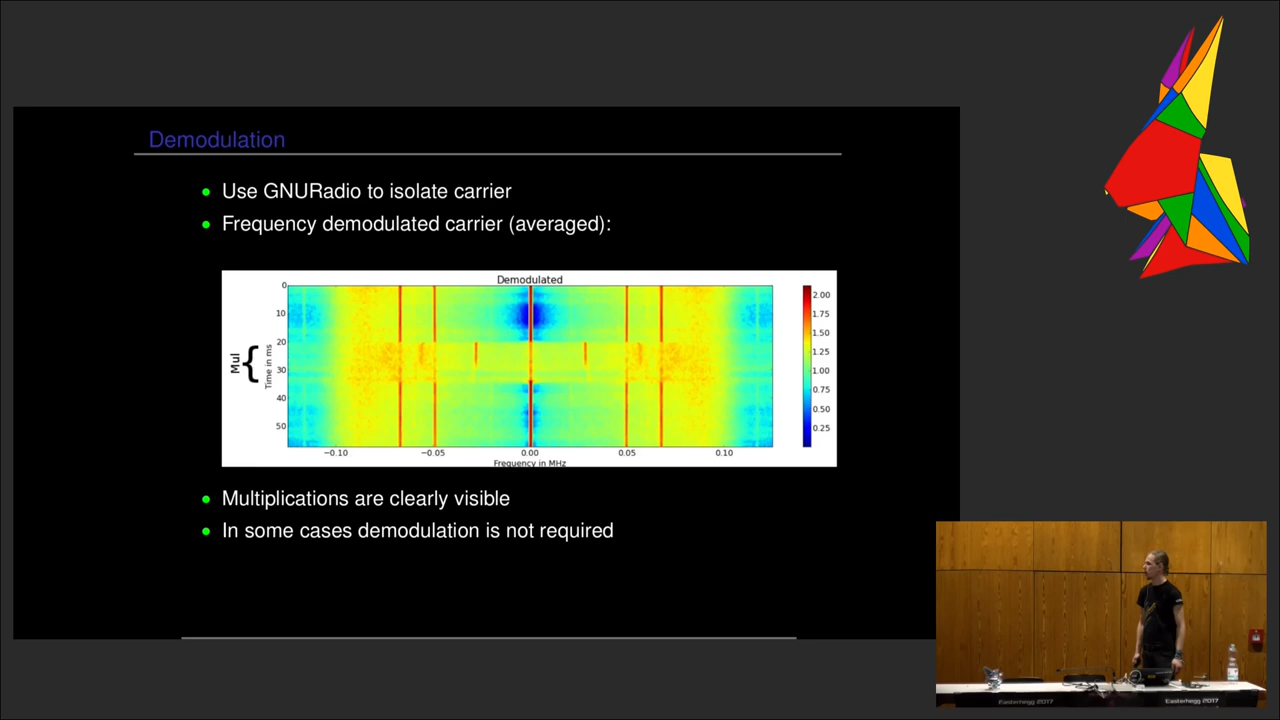 Demodulation
Use GNURadio to isolate carrier
Frequency demodulated carrier (averaged):
Demodulated
0
10
20
30
40
50
Time in ms
Mul
−0.10
−0.05
0.00
0.05
0.10
Frequency in MHz
2.00
1.75
1.50
1.25
1.00
0.75
0.50
0.25
Multiplications are clearly visible
In some cases demodulation is not required
Easterhegg 2017
Easterhegg 2017